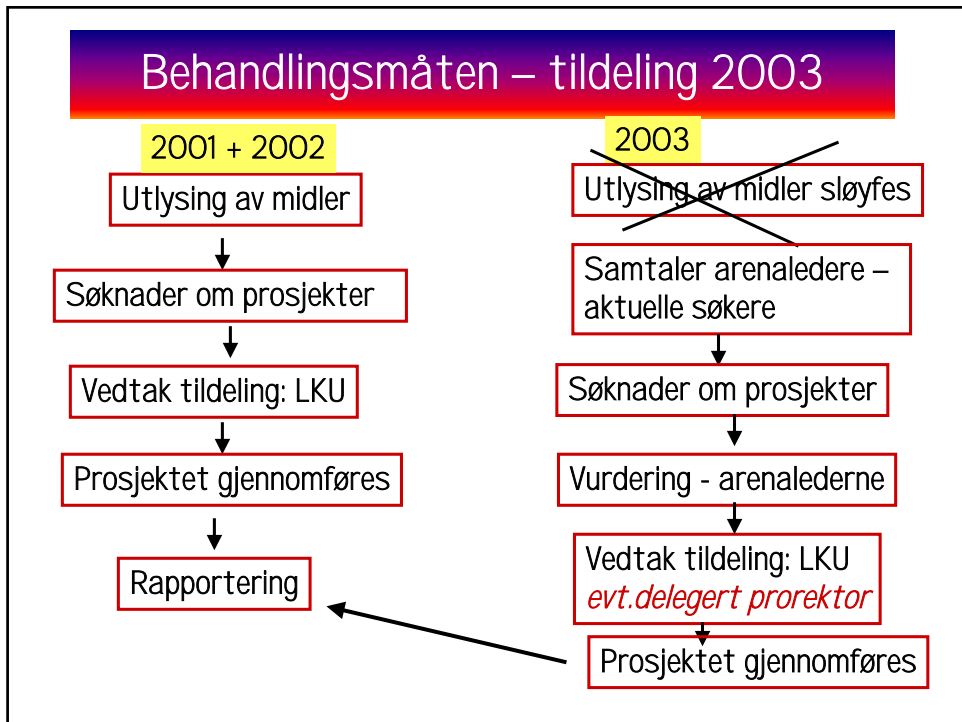 Behandlingsmåten – tildeling 2003
2001 + 2002
Utlysing av midler
Søknader om prosjekter
Vedtak tildeling: LKU
Prosjektet gjennomføres
Rapportering
2003
Utlysing av midler sløyfes
Samtaler arenaledere –
aktuelle søkere
Søknader om prosjekter
Vurdering - arenalederne
Vedtak tildeling: LKU
evt.delegert prorektor
Prosjektet gjennomføres